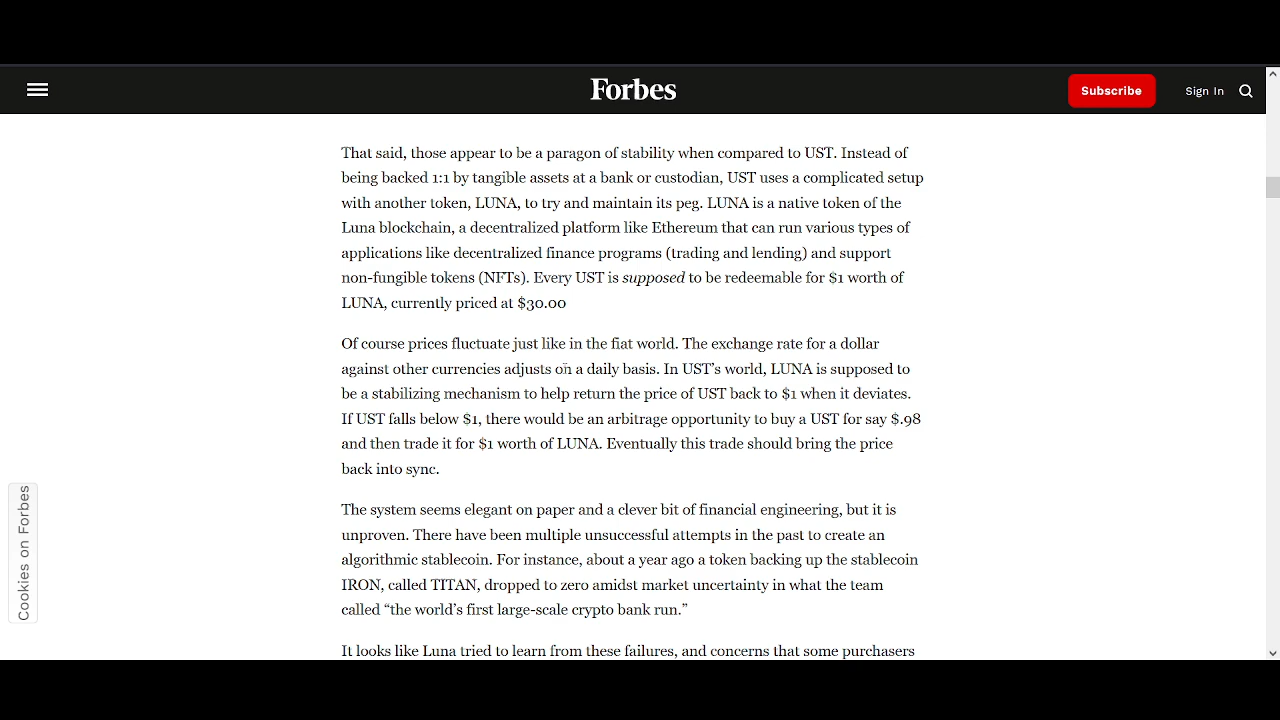 Forbes
Subscribe
Sign In
That said, those appear to be a paragon of stability when compared to UST. Instead of
being backed 1:1 by tangible assets at a bank or custodian, UST uses a complicated setup
with another token, LUNA, to try and maintain its peg. LUNA is a native token of the
Luna blockchain, a decentralized platform like Ethereum that can run various types of
applications like decentralized finance programs (trading and lending) and support
non-fungible tokens (NFTs). Every UST is supposed to be redeemable for $1 worth of
LUNA, currently priced at $30.00
Of course prices fluctuate just like in the fiat world. The exchange rate for a dollar
against other currencies adjusts on a daily basis. In UST’s world, LUNA is supposed to
be a stabilizing mechanism to help return the price of UST back to $1 when it deviates.
If UST falls below $1, there would be an arbitrage opportunity to buy a UST for say $.98
and then trade it for $1 worth of LUNA. Eventually this trade should bring the price
back into sync.
The system seems elegant on paper and a clever bit of financial engineering, but it is
unproven. There have been multiple unsuccessful attempts in the past to create an
algorithmic stablecoin. For instance, about a year ago a token backing up the stablecoin
IRON, called TITAN, dropped to zero amidst market uncertainty in what the team
called “the world’s first large-scale crypto bank run.”
It looks like Luna tried to learn from these failures, and concerns that some purchasers
Cookies on Forbes